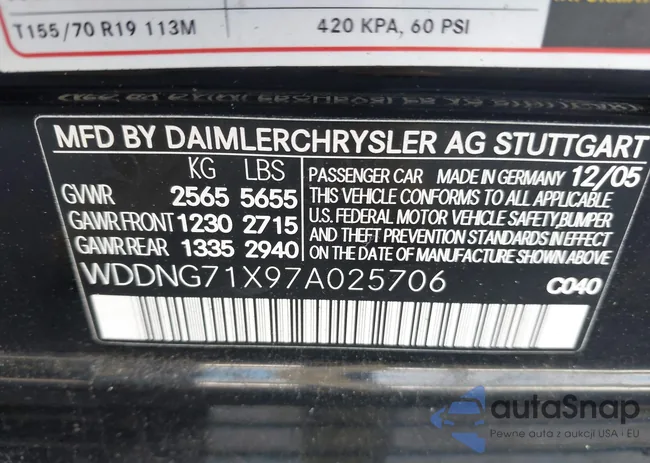 T155/70 R19 113M 420 KPA, 60 PSI
MFD BY DAIMLERCHRYSLER AG STUTTGART
KG LBS
GVWR 2565 5655
GAWR FRONT 1230 2715
GAWR REAR 1335 2940
PASSENGER CAR MADE IN GERMANY 12/05
THIS VEHICLE CONFORMS TO ALL APPLICABLE
U.S. FEDERAL MOTOR VEHICLE SAFETY, BUMPER
AND THEFT PREVENTION STANDARDS IN EFFECT
ON THE DATE OF MANUFACTURE SHOWN ABOVE
WDDNG71X97A025706 C040
autoSnap
Pewne auta z aukcji USA i EU